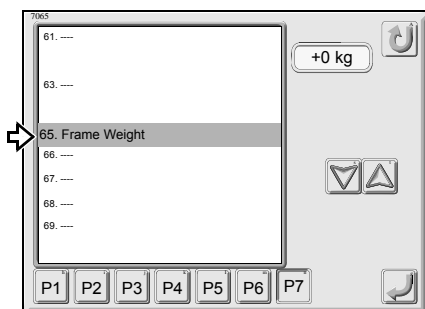 7065
61. ----
+0 kg
63. ----
65. Frame Weight
66. ----
67. ----
68. ----
69. ----
P1 P2 P3 P4 P5 P6 P7